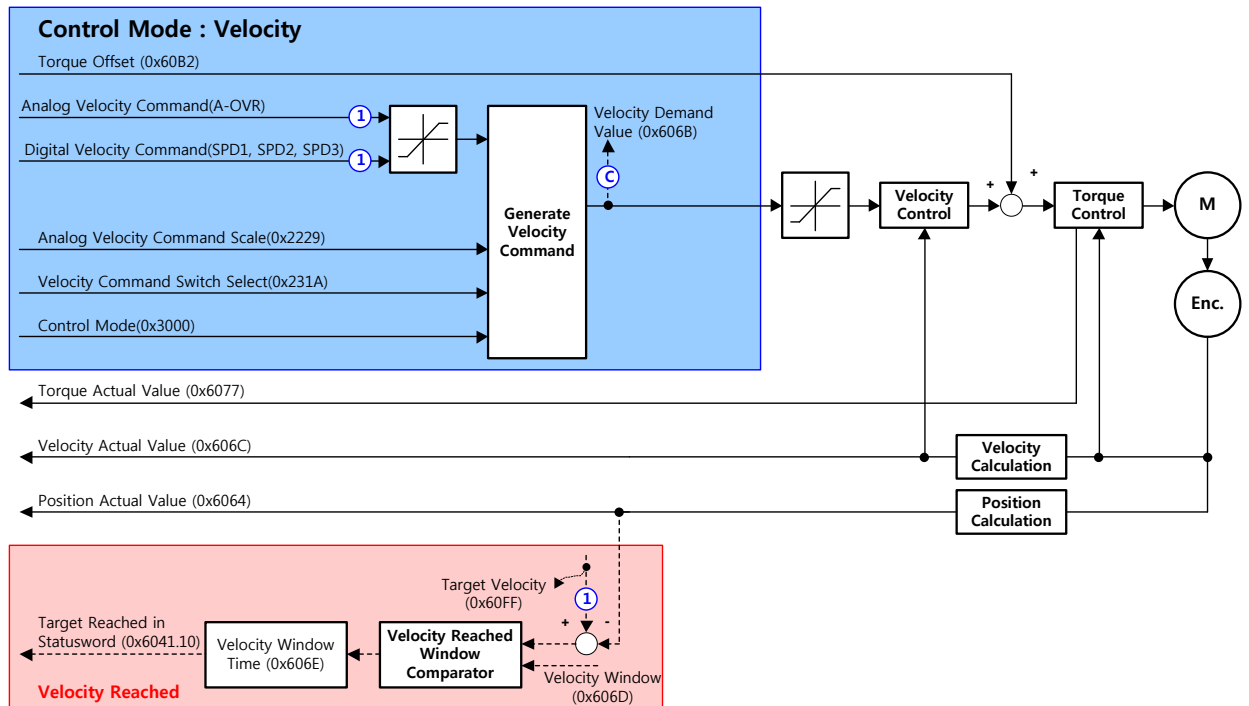 Control Mode : Velocity
Torque Offset (0x60B2)
Analog Velocity Command(A-OVR)
1
Digital Velocity Command(SPD1, SPD2, SPD3)
1
Velocity Demand
Value (0x606B)
C
Generate
Velocity
Command
Analog Velocity Command Scale(0x2229)
Velocity Command Switch Select(0x231A)
Control Mode(0x3000)
Velocity
Control
+
+
Torque
Control
M
Enc.
Torque Actual Value (0x6077)
Velocity Actual Value (0x606C)
Velocity
Calculation
Position Actual Value (0x6064)
Position
Calculation
Target Velocity
(0x60FF)
1
+
-
Target Reached in
Statusword (0x6041.10)
Velocity Window
Time (0x606E)
Velocity Reached
Window
Comparator
Velocity Window
(0x606D)
Velocity Reached